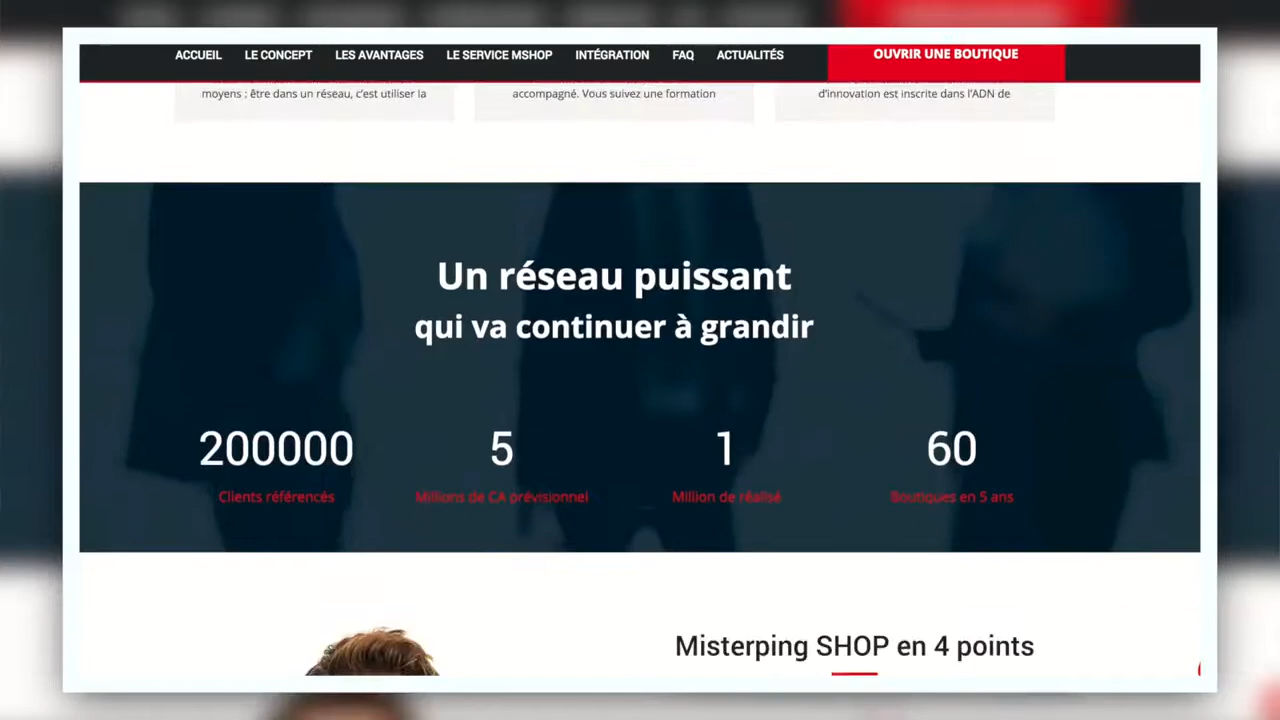 ACCUEIL LE CONCEPT LES AVANTAGES LE SERVICE MSHOP INTÉGRATION FAQ ACTUALITÉS OUVRIR UNE BOUTIQUE
moyens : être dans un réseau, c'est utiliser la
accompagné. Vous suivez une formation
d'innovation est inscrite dans l'ADN de
Un réseau puissant
qui va continuer à grandir
200000 5 1 60
Clients référencés Millions de CA prévisionnel Million de réalisé Boutiques en 5 ans
Misterping SHOP en 4 points